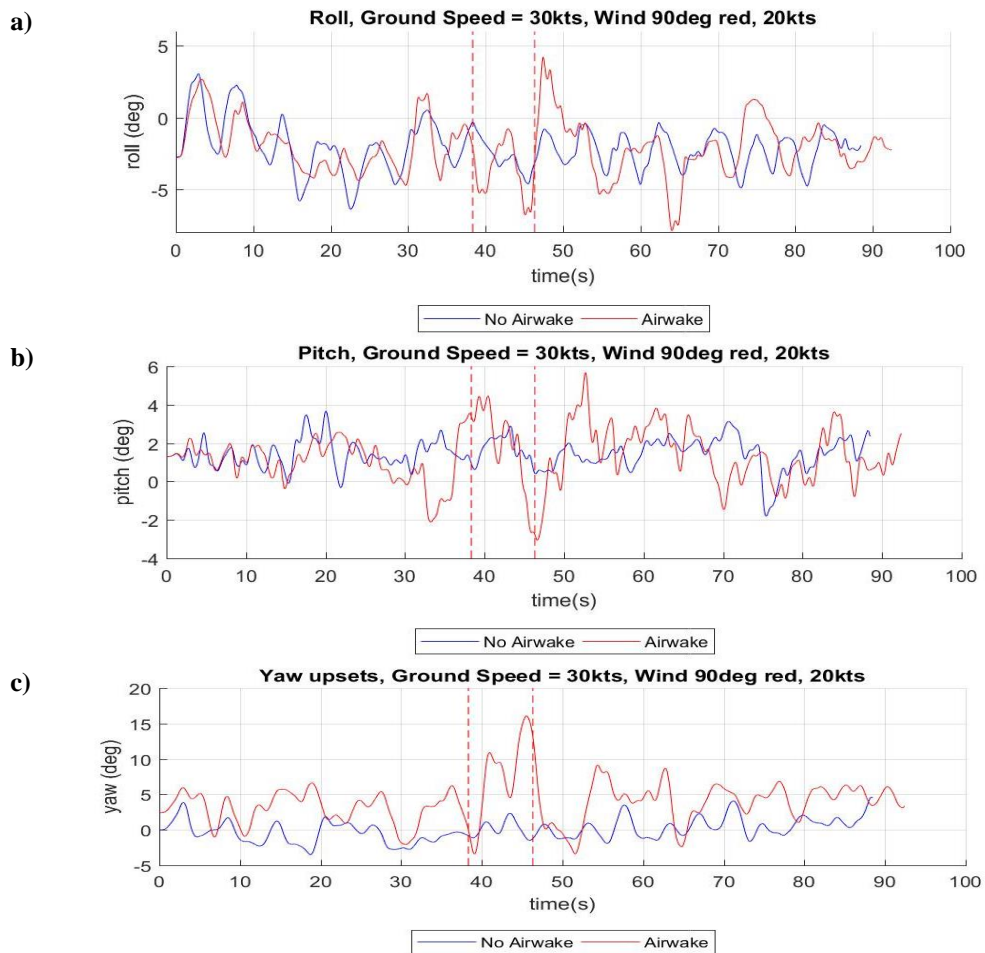 a)
Roll, Ground Speed = 30kts, Wind 90deg red, 20kts
5
0
-5
roll (deg)
0 10 20 30 40 50 60 70 80 90 100
time(s)
No Airwake Airwake
b)
Pitch, Ground Speed = 30kts, Wind 90deg red, 20kts
6
4
2
0
-2
-4
pitch (deg)
0 10 20 30 40 50 60 70 80 90 100
time(s)
No Airwake Airwake
c)
Yaw upsets, Ground Speed = 30kts, Wind 90deg red, 20kts
20
15
10
5
0
-5
yaw (deg)
0 10 20 30 40 50 60 70 80 90 100
time(s)
No Airwake Airwake